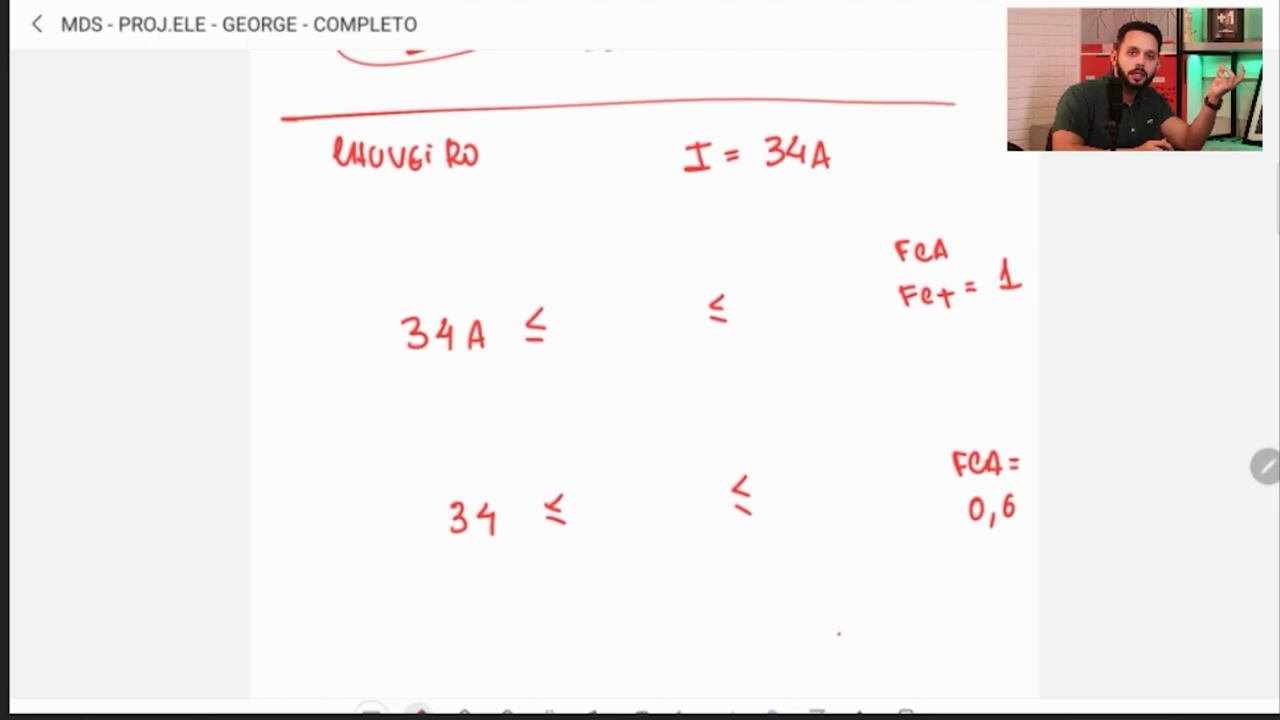 MDS - PROJ.ELE - GEORGE - COMPLETO
CHUVEIRO I = 34A
FCA
FCT = 1
34A ≤ ≤
FCA =
0,6
34 ≤ ≤